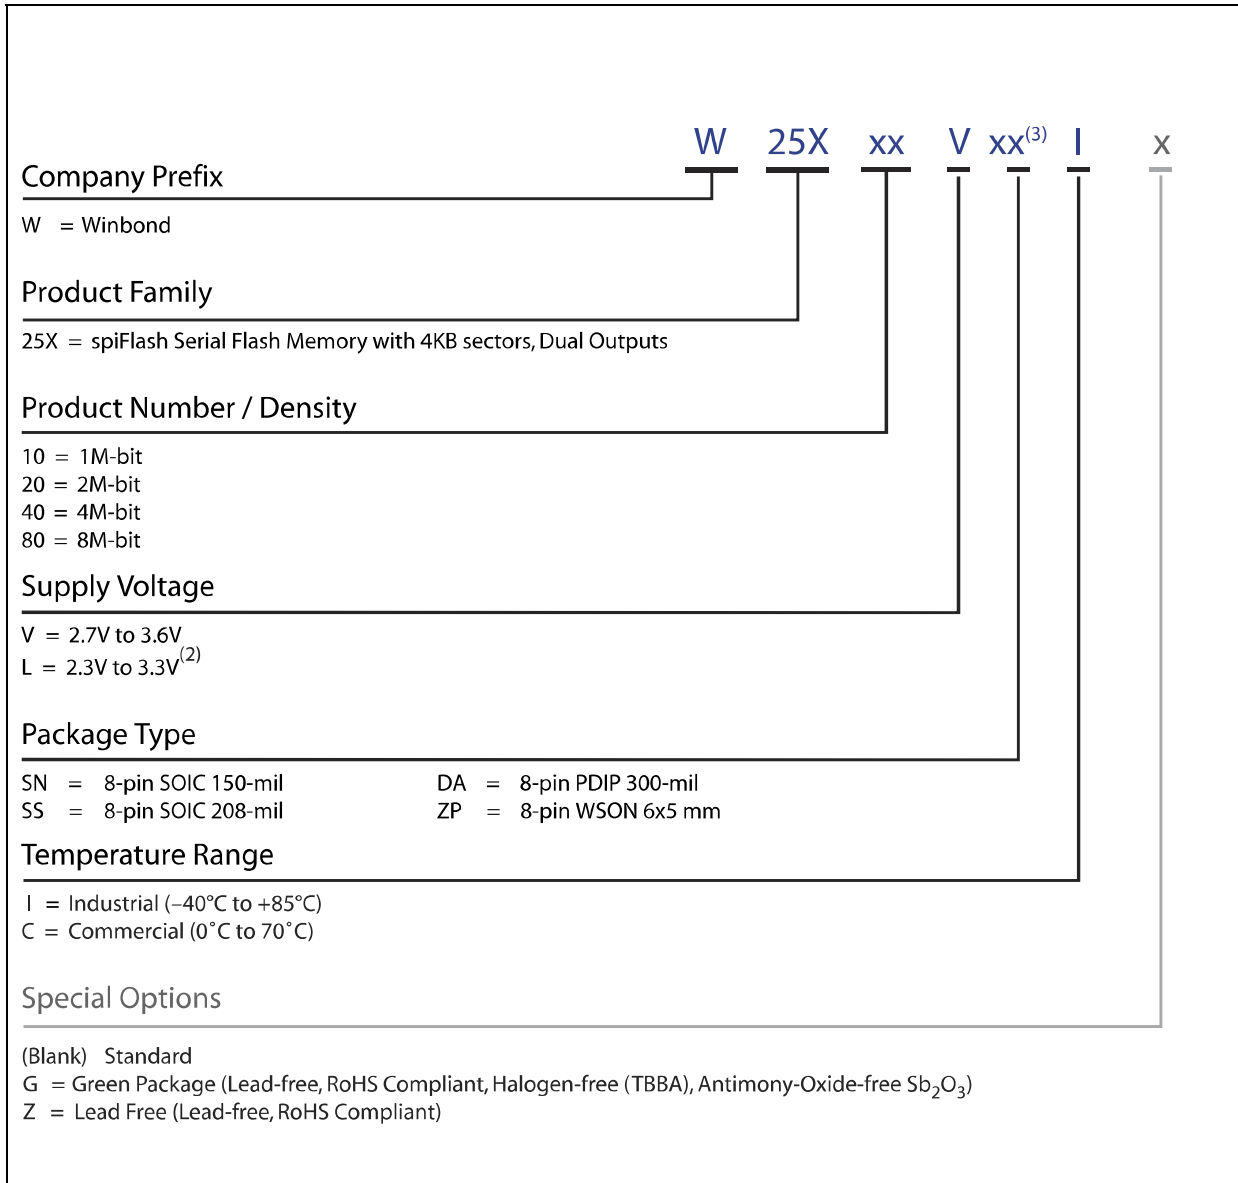 W 25X xx V xx(3) I x
Company Prefix
W = Winbond
Product Family
25X = spiFlash Serial Flash Memory with 4KB sectors, Dual Outputs
Product Number / Density
10 = 1M-bit
20 = 2M-bit
40 = 4M-bit
80 = 8M-bit
Supply Voltage
V = 2.7V to 3.6V
L = 2.3V to 3.3V(2)
Package Type
SN = 8-pin SOIC 150-mil DA = 8-pin PDIP 300-mil
SS = 8-pin SOIC 208-mil ZP = 8-pin WSON 6x5 mm
Temperature Range
I = Industrial (–40°C to +85°C)
C = Commercial (0˚C to 70˚C)
Special Options
(Blank) Standard
G = Green Package (Lead-free, RoHS Compliant, Halogen-free (TBBA), Antimony-Oxide-free Sb2O3)
Z = Lead Free (Lead-free, RoHS Compliant)